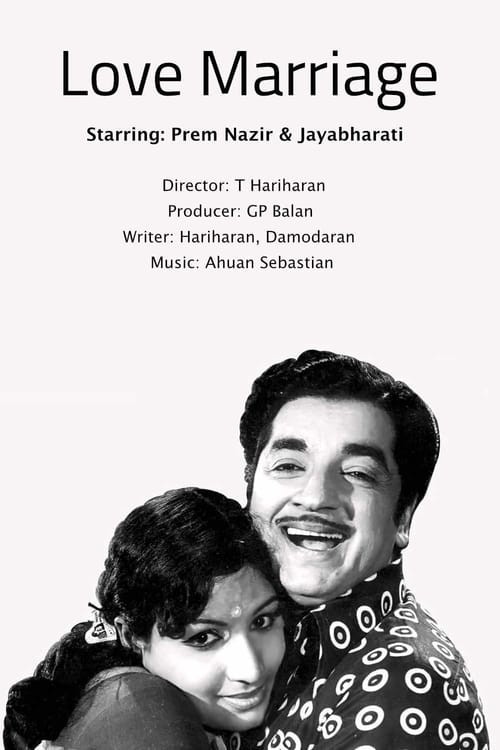 Love Marriage
Starring: Prem Nazir & Jayabharati
Director: T Hariharan
Producer: GP Balan
Writer: Hariharan, Damodaran
Music: Ahuan Sebastian